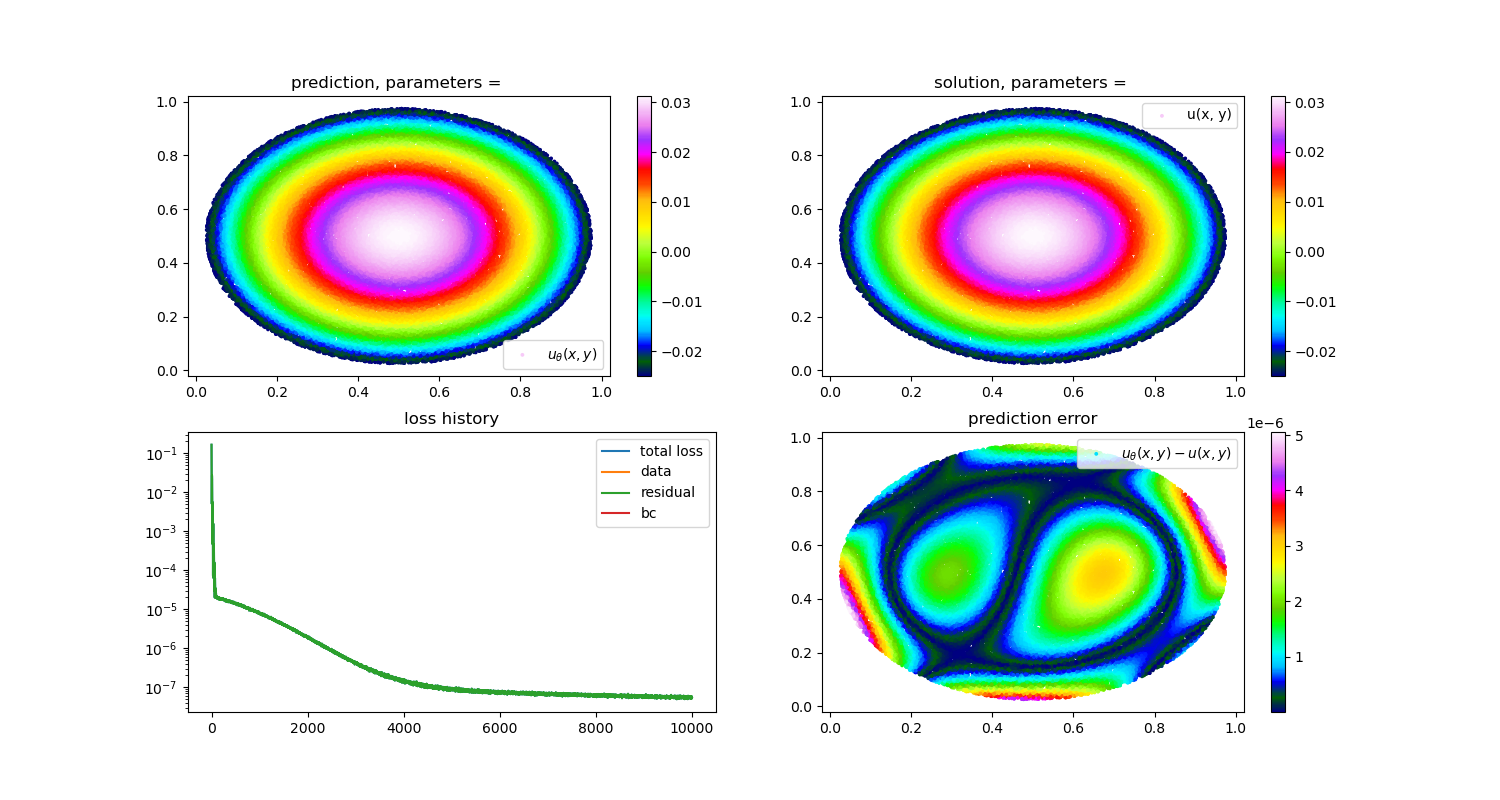 prediction, parameters =
1.0
0.8
0.6
0.4
0.2
0.0
0.0 0.2 0.4 0.6 0.8 1.0
u_θ(x, y)
0.03
0.02
0.01
0.00
−0.01
−0.02
solution, parameters =
1.0
0.8
0.6
0.4
0.2
0.0
0.0 0.2 0.4 0.6 0.8 1.0
u(x, y)
0.03
0.02
0.01
0.00
−0.01
−0.02
loss history
10⁻¹
10⁻²
10⁻³
10⁻⁴
10⁻⁵
10⁻⁶
10⁻⁷
0 2000 4000 6000 8000 10000
total loss
data
residual
bc
prediction error
1.0
0.8
0.6
0.4
0.2
0.0
0.0 0.2 0.4 0.6 0.8 1.0
u_θ(x, y) − u(x, y)
1e−6
5
4
3
2
1